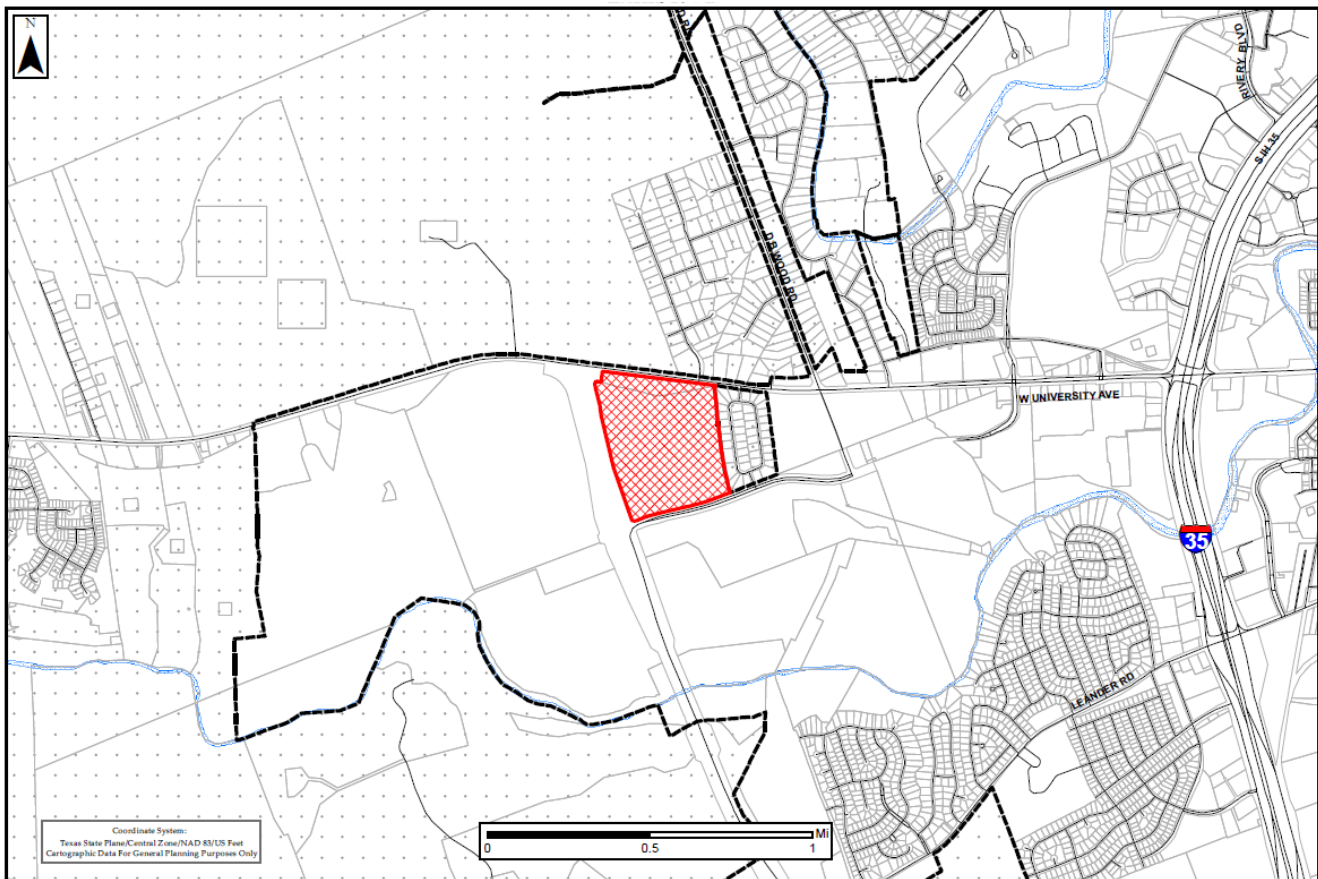 N
D RD
RIVERY BLVD
S IH 35
D B WOOD RD
W UNIVERSITY AVE
35
LEANDER RD
Coordinate System:
Texas State Plane/Central Zone/NAD 83/US Feet
Cartographic Data For General Planning Purposes Only
Mi
0 0.5 1